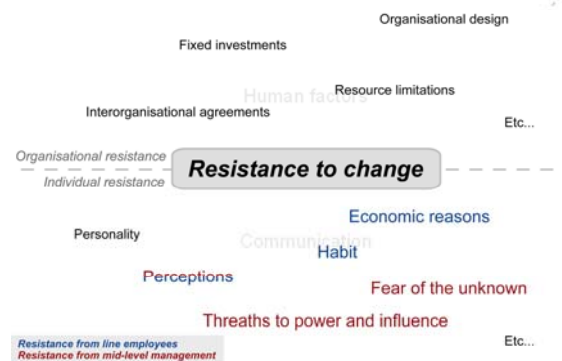 Organisational design
Fixed investments
Human factors
Resource limitations
Interorganisational agreements
Etc...
Organisational resistance
Resistance to change
Individual resistance
Economic reasons
Personality
Communication
Habit
Perceptions
Fear of the unknown
Threaths to power and influence
Etc...
Resistance from line employees
Resistance from mid-level management